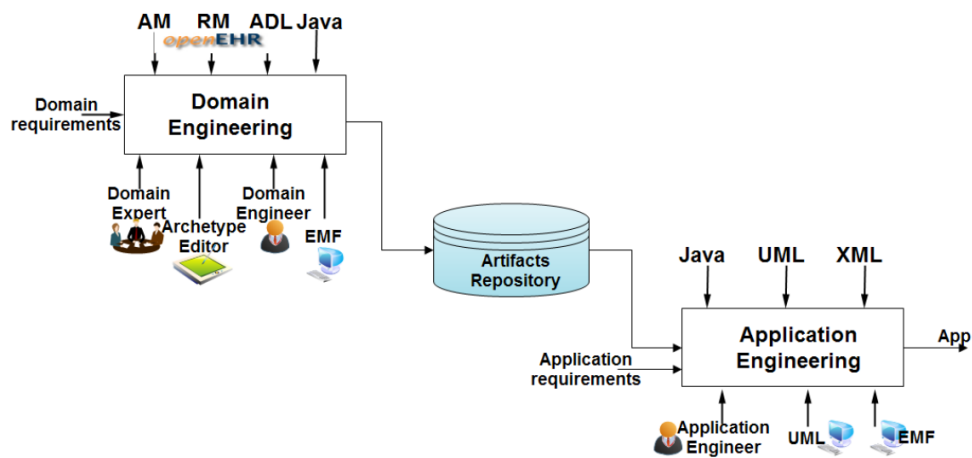 AM RM ADL Java
openEHR
Domain
Engineering
Domain
requirements
Domain
Expert
Archetype
Editor
Domain
Engineer
EMF
Artifacts
Repository
Java UML XML
Application
Engineering
App
Application
requirements
Application
Engineer
UML
EMF